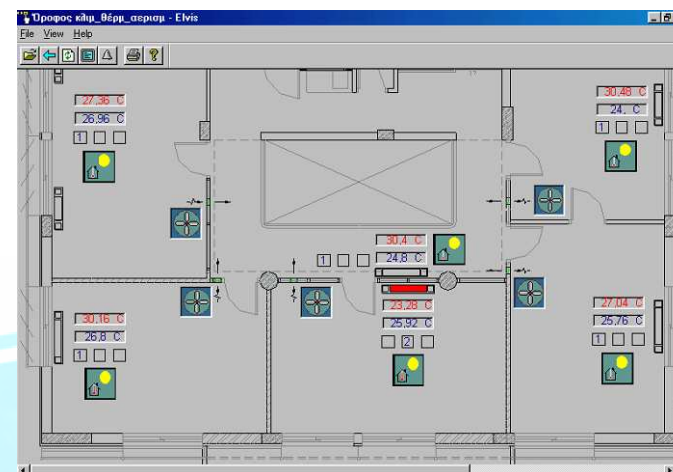 Όροφος κλιμ_θέρμ_αερισμ - Elvis
File View Help
27,36 C
26,96 C
1
30,48 C
24, C
1
30,4 C
24,8 C
1
30,16 C
26,8 C
1
23,28 C
25,92 C
2
27,04 C
25,76 C
1